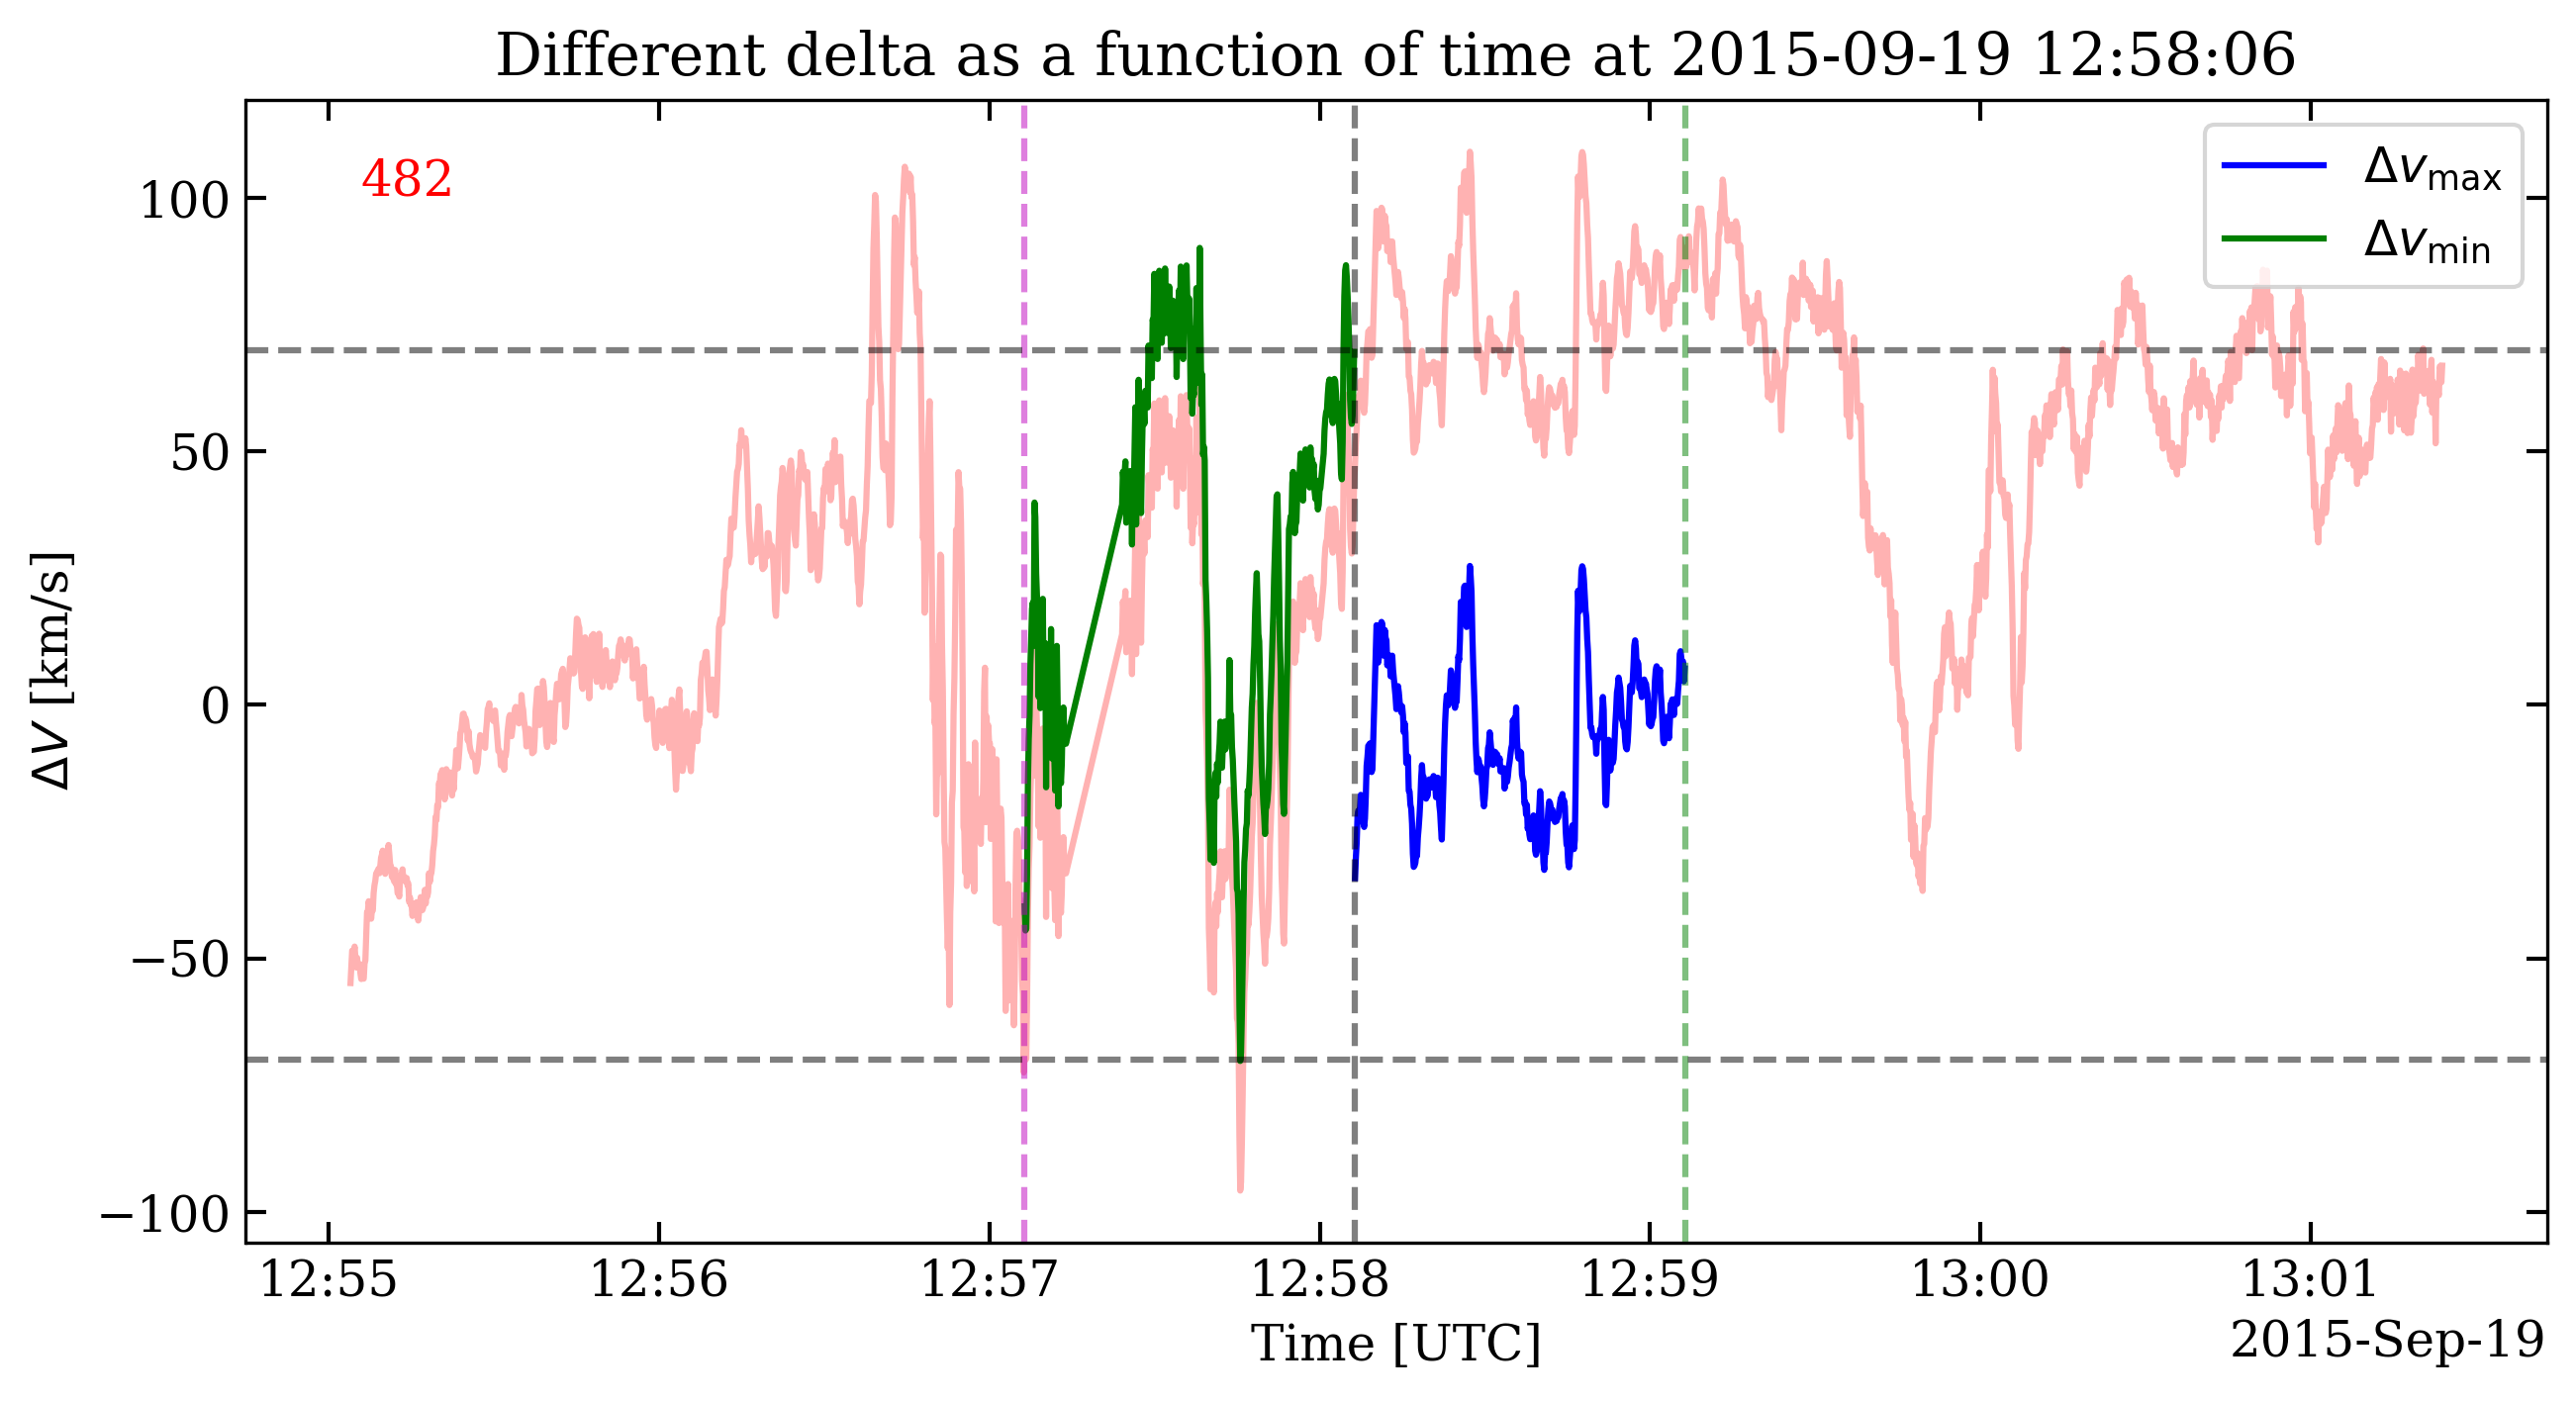 Different delta as a function of time at 2015-09-19 12:58:06
482
Δv_max
Δv_min
ΔV [km/s]
100
50
0
−50
−100
12:55 12:56 12:57 12:58 12:59 13:00 13:01
Time [UTC]
2015-Sep-19